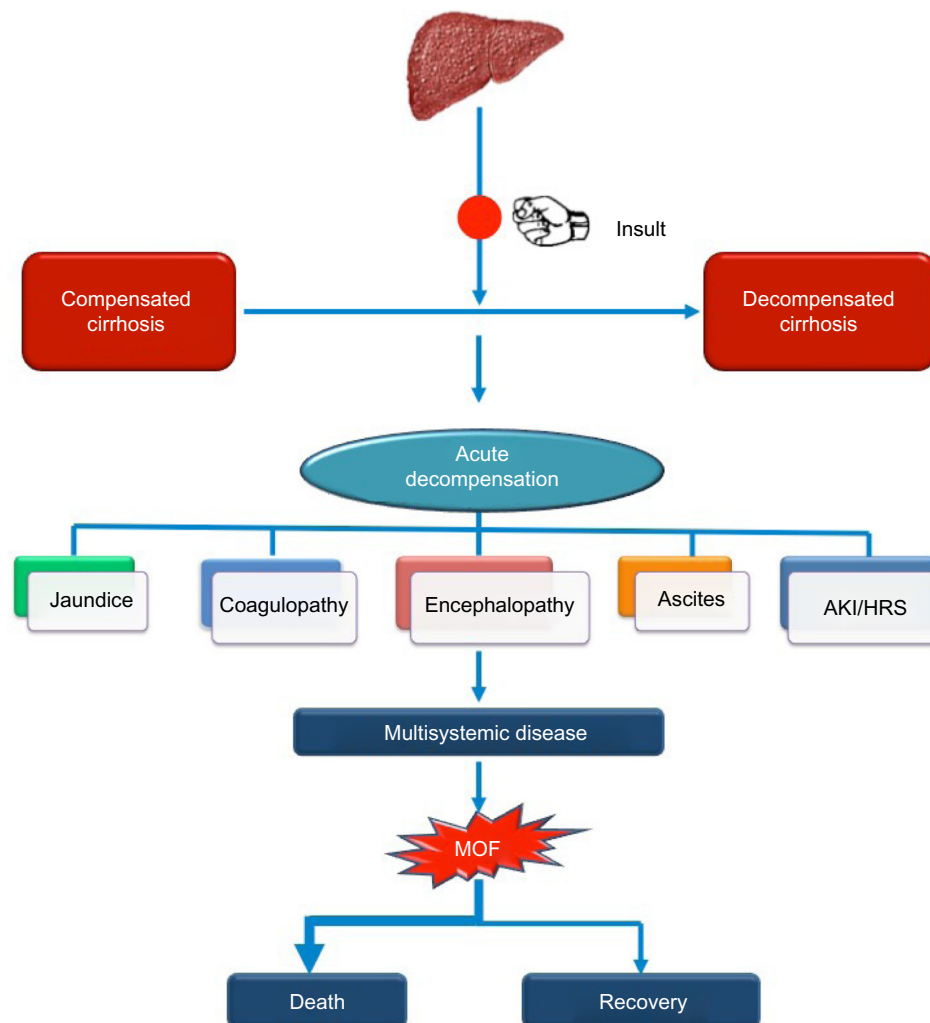 Insult
Compensated
cirrhosis
Decompensated
cirrhosis
Acute
decompensation
Jaundice
Coagulopathy
Encephalopathy
Ascites
AKI/HRS
Multisystemic disease
MOF
Death
Recovery